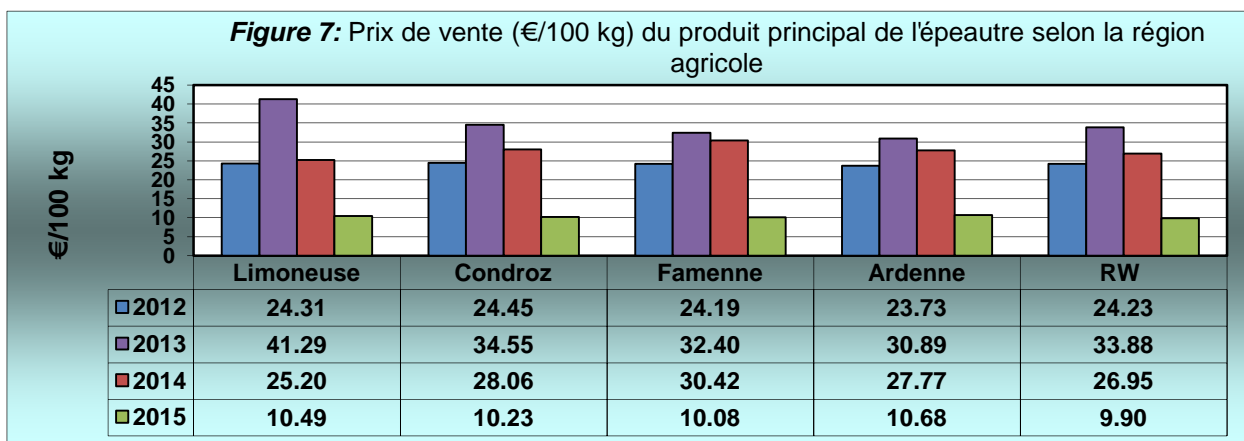 Figure 7: Prix de vente (€/100 kg) du produit principal de l'épeautre selon la région
agricole
€/100 kg
45
40
35
30
25
20
15
10
5
0
Limoneuse Condroz Famenne Ardenne RW
2012 24.31 24.45 24.19 23.73 24.23
2013 41.29 34.55 32.40 30.89 33.88
2014 25.20 28.06 30.42 27.77 26.95
2015 10.49 10.23 10.08 10.68 9.90